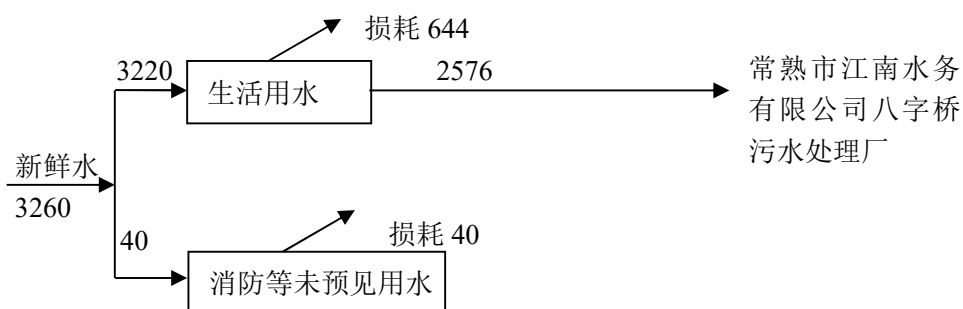 损耗 644
3220
生活用水
2576
常熟市江南水务
有限公司八字桥
污水处理厂
新鲜水
3260
40
损耗 40
消防等未预见用水